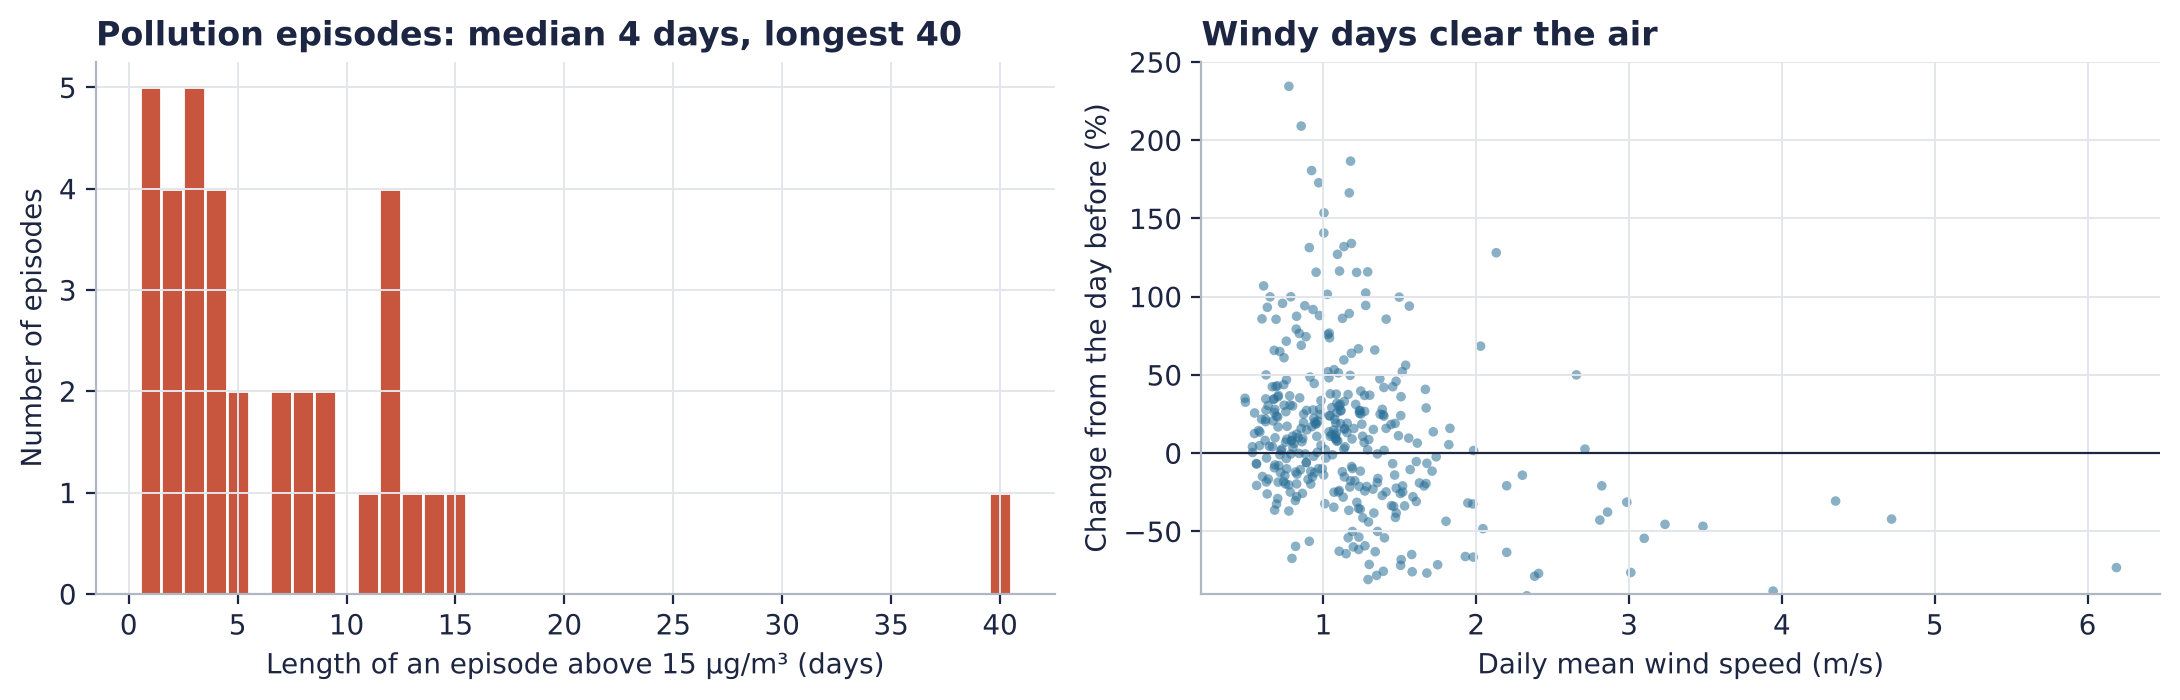 Pollution episodes: median 4 days, longest 40
Number of episodes
5
4
3
2
1
0
0 5 10 15 20 25 30 35 40
Length of an episode above 15 µg/m³ (days)
Windy days clear the air
Change from the day before (%)
250
200
150
100
50
0
−50
1 2 3 4 5 6
Daily mean wind speed (m/s)